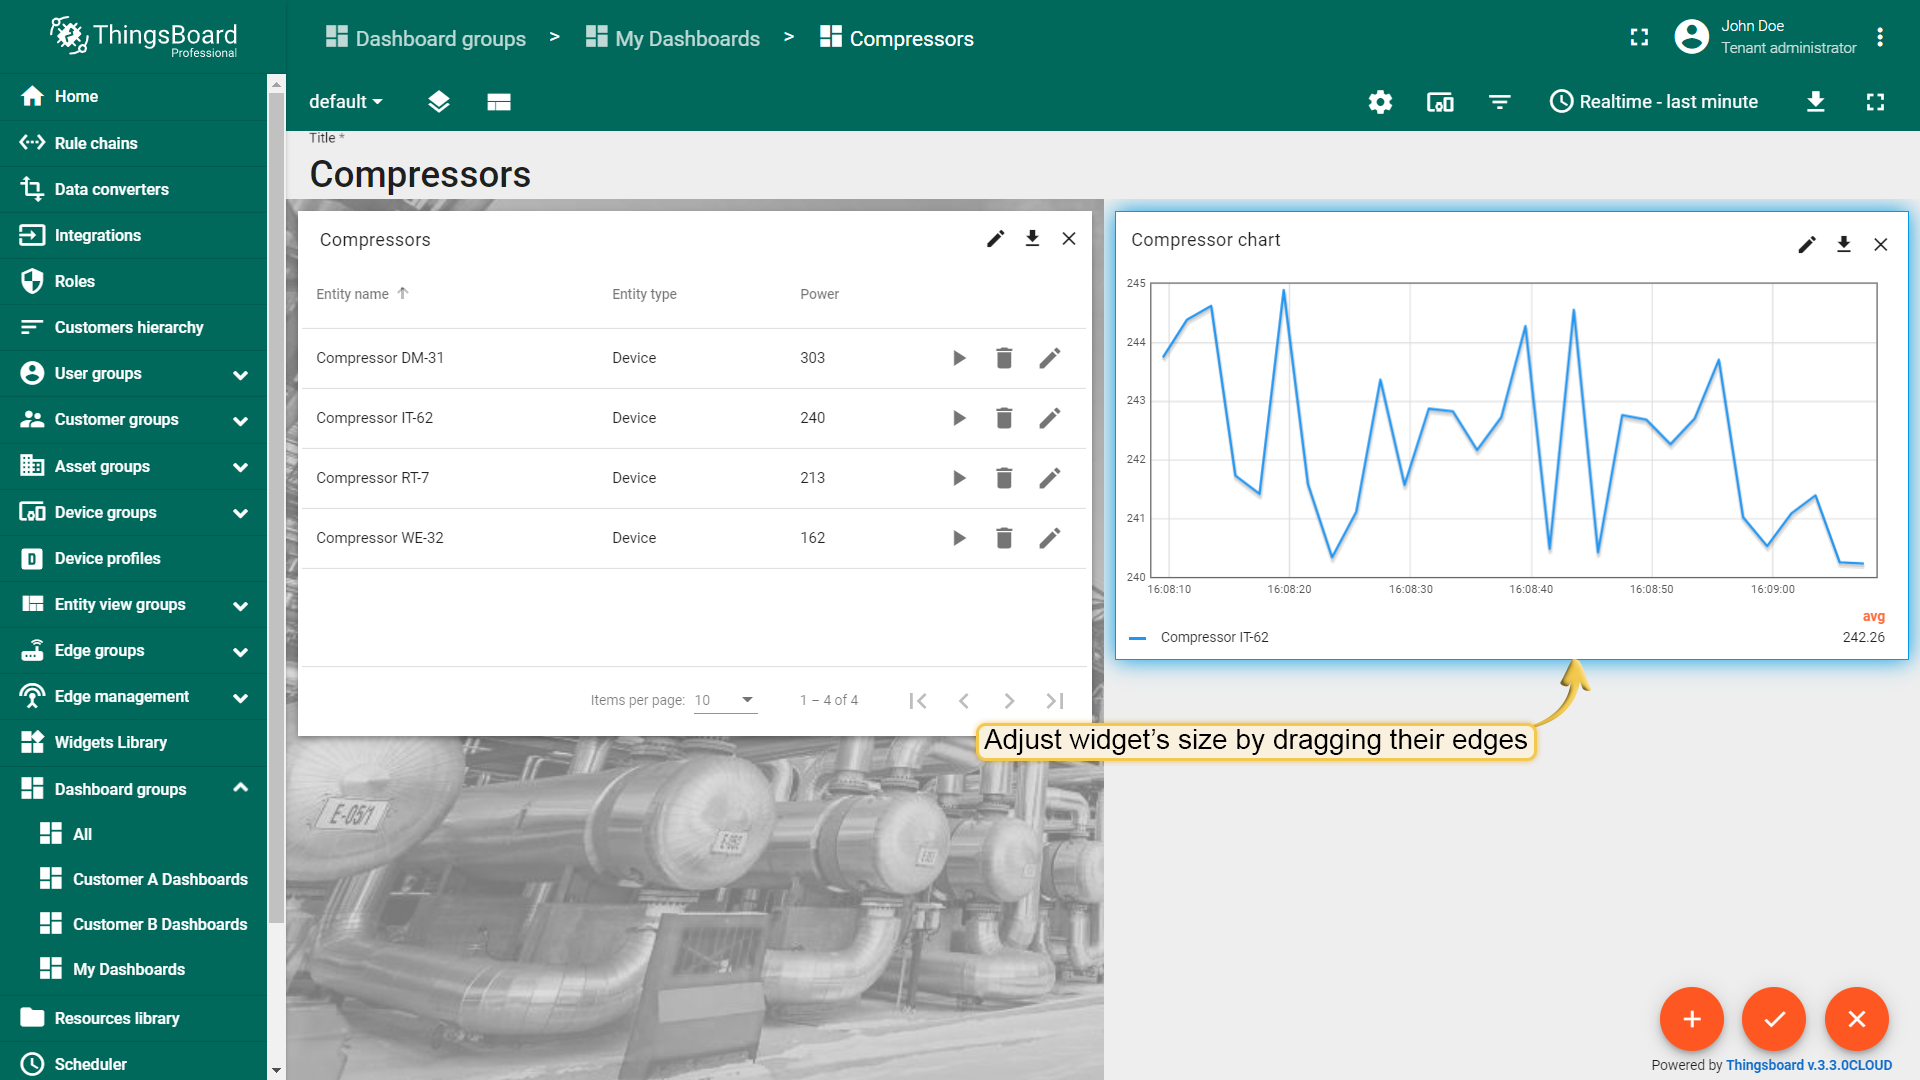 ThingsBoard
Professional
Dashboard groups > My Dashboards > Compressors
John Doe
Tenant administrator
default
Realtime - last minute
Home
Rule chains
Data converters
Integrations
Roles
Customers hierarchy
User groups
Customer groups
Asset groups
Device groups
Device profiles
Entity view groups
Edge groups
Edge management
Widgets Library
Dashboard groups
All
Customer A Dashboards
Customer B Dashboards
My Dashboards
Resources library
Scheduler
Title *
Compressors
Compressors
Entity name Entity type Power
Compressor DM-31 Device 303
Compressor IT-62 Device 240
Compressor RT-7 Device 213
Compressor WE-32 Device 162
Items per page: 10 1 – 4 of 4
Compressor chart
245
244
243
242
241
240
16:08:10 16:08:20 16:08:30 16:08:40 16:08:50 16:09:00
avg
Compressor IT-62 242.26
Adjust widget’s size by dragging their edges
E-05/1
Powered by Thingsboard v.3.3.0CLOUD